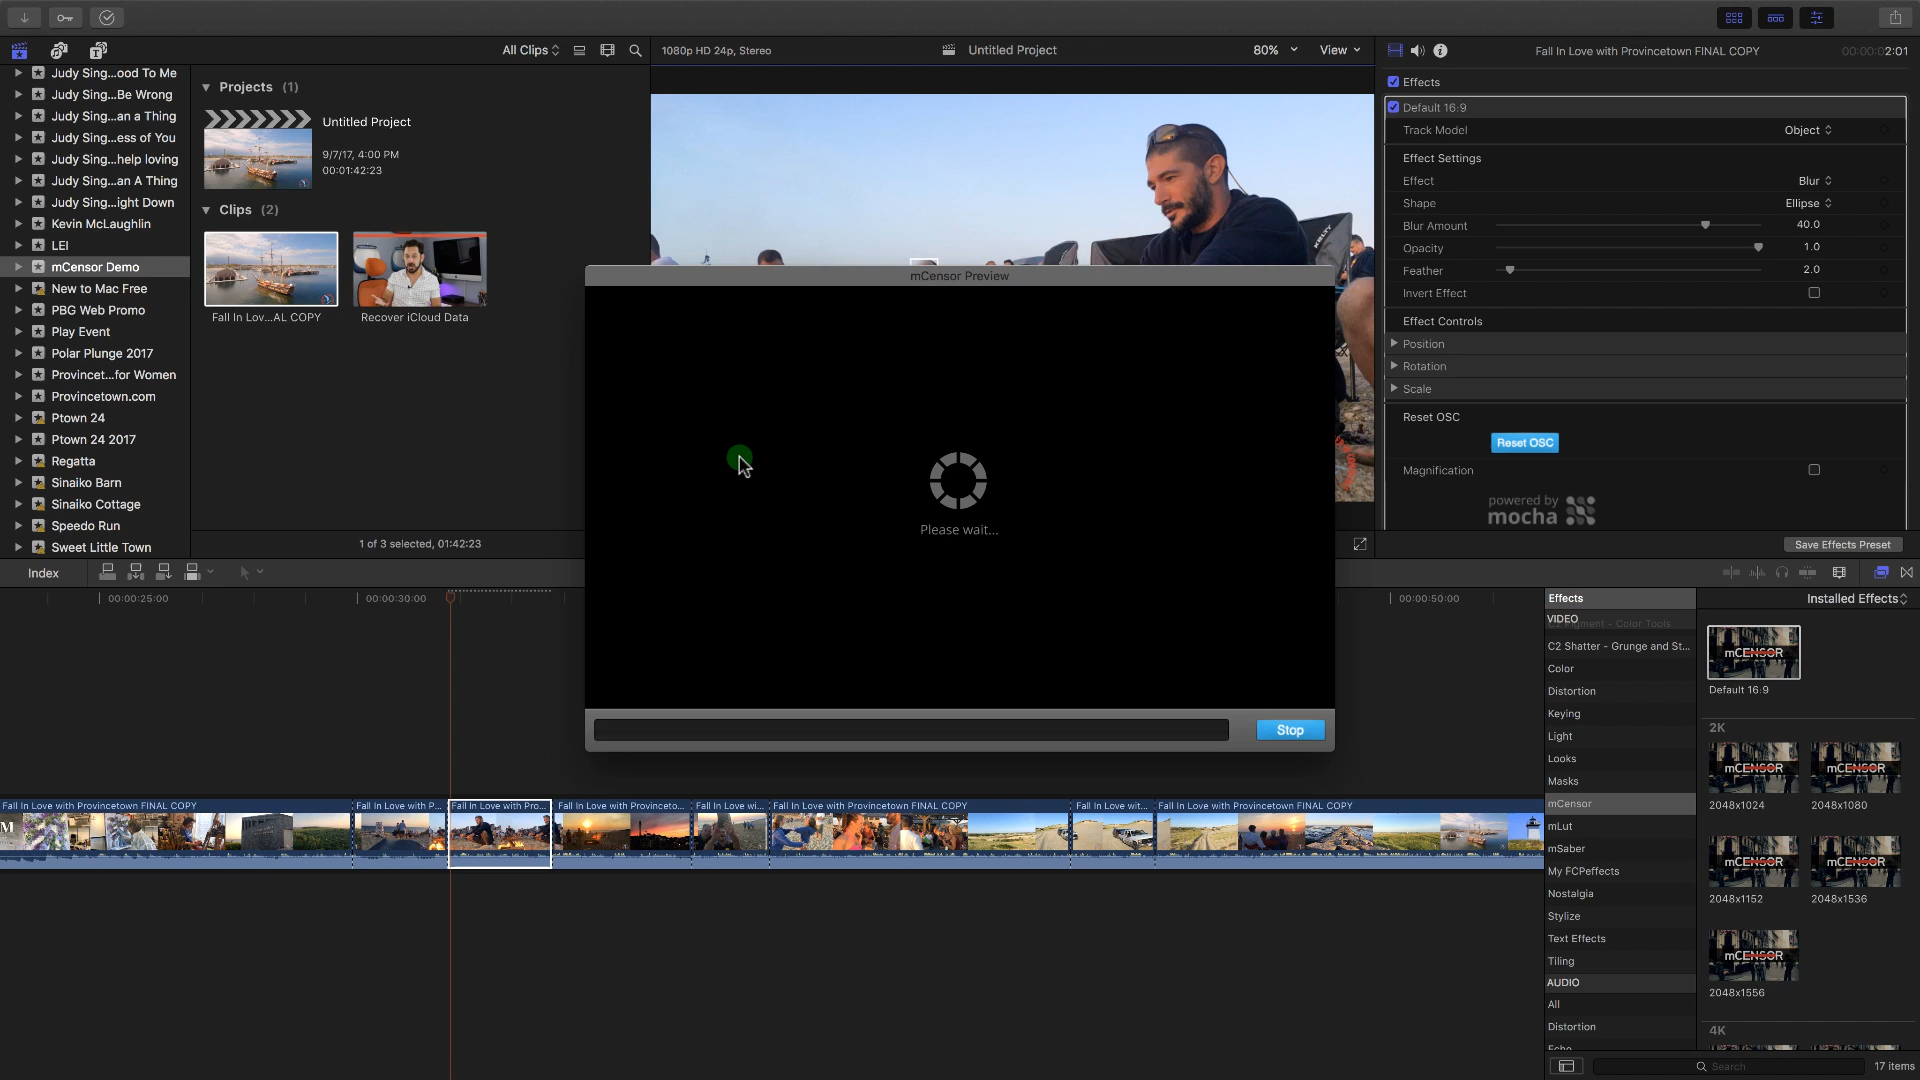 All Clips
1080p HD 24p, Stereo
Untitled Project
80%
View
Fall In Love with Provincetown FINAL COPY
00:00:02:01
Judy Sing...ood To Me
Judy Sing...Be Wrong
Judy Sing...an a Thing
Judy Sing...ess of You
Judy Sing...help loving
Judy Sing...an A Thing
Judy Sing...ight Down
Kevin McLaughlin
LEI
mCensor Demo
New to Mac Free
PBG Web Promo
Play Event
Polar Plunge 2017
Provincet...for Women
Provincetown.com
Ptown 24
Ptown 24 2017
Regatta
Sinaiko Barn
Sinaiko Cottage
Speedo Run
Sweet Little Town
Projects (1)
Untitled Project
9/7/17, 4:00 PM
00:01:42:23
Clips (2)
Fall In Lov...AL COPY
Recover iCloud Data
1 of 3 selected, 01:42:23
KELTY
mCensor Preview
Please wait...
Stop
Effects
Default 16:9
Track Model
Object
Effect Settings
Effect
Blur
Shape
Ellipse
Blur Amount
40.0
Opacity
1.0
Feather
2.0
Invert Effect
Effect Controls
Position
Rotation
Scale
Reset OSC
Reset OSC
Magnification
powered by
mocha
Save Effects Preset
Index
00:00:25:00
00:00:30:00
00:00:50:00
Fall In Love with Provincetown FINAL COPY
Fall In Love with P...
Fall In Love with Pro...
Fall In Love with Provinceto...
Fall In Love wi...
Fall In Love with Provincetown FINAL COPY
Fall In Love wit...
Fall In Love with Provincetown FINAL COPY
M
Effects
VIDEO
C2 Pigment - Color Tools
C2 Shatter - Grunge and St...
Color
Distortion
Keying
Light
Looks
Masks
mCensor
mLut
mSaber
My FCPeffects
Nostalgia
Stylize
Text Effects
Tiling
AUDIO
All
Distortion
Echo
Installed Effects
mCENSOR
Default 16:9
2K
mCENSOR
mCENSOR
2048x1024
2048x1080
mCENSOR
mCENSOR
2048x1152
2048x1536
mCENSOR
2048x1556
4K
Search
17 items